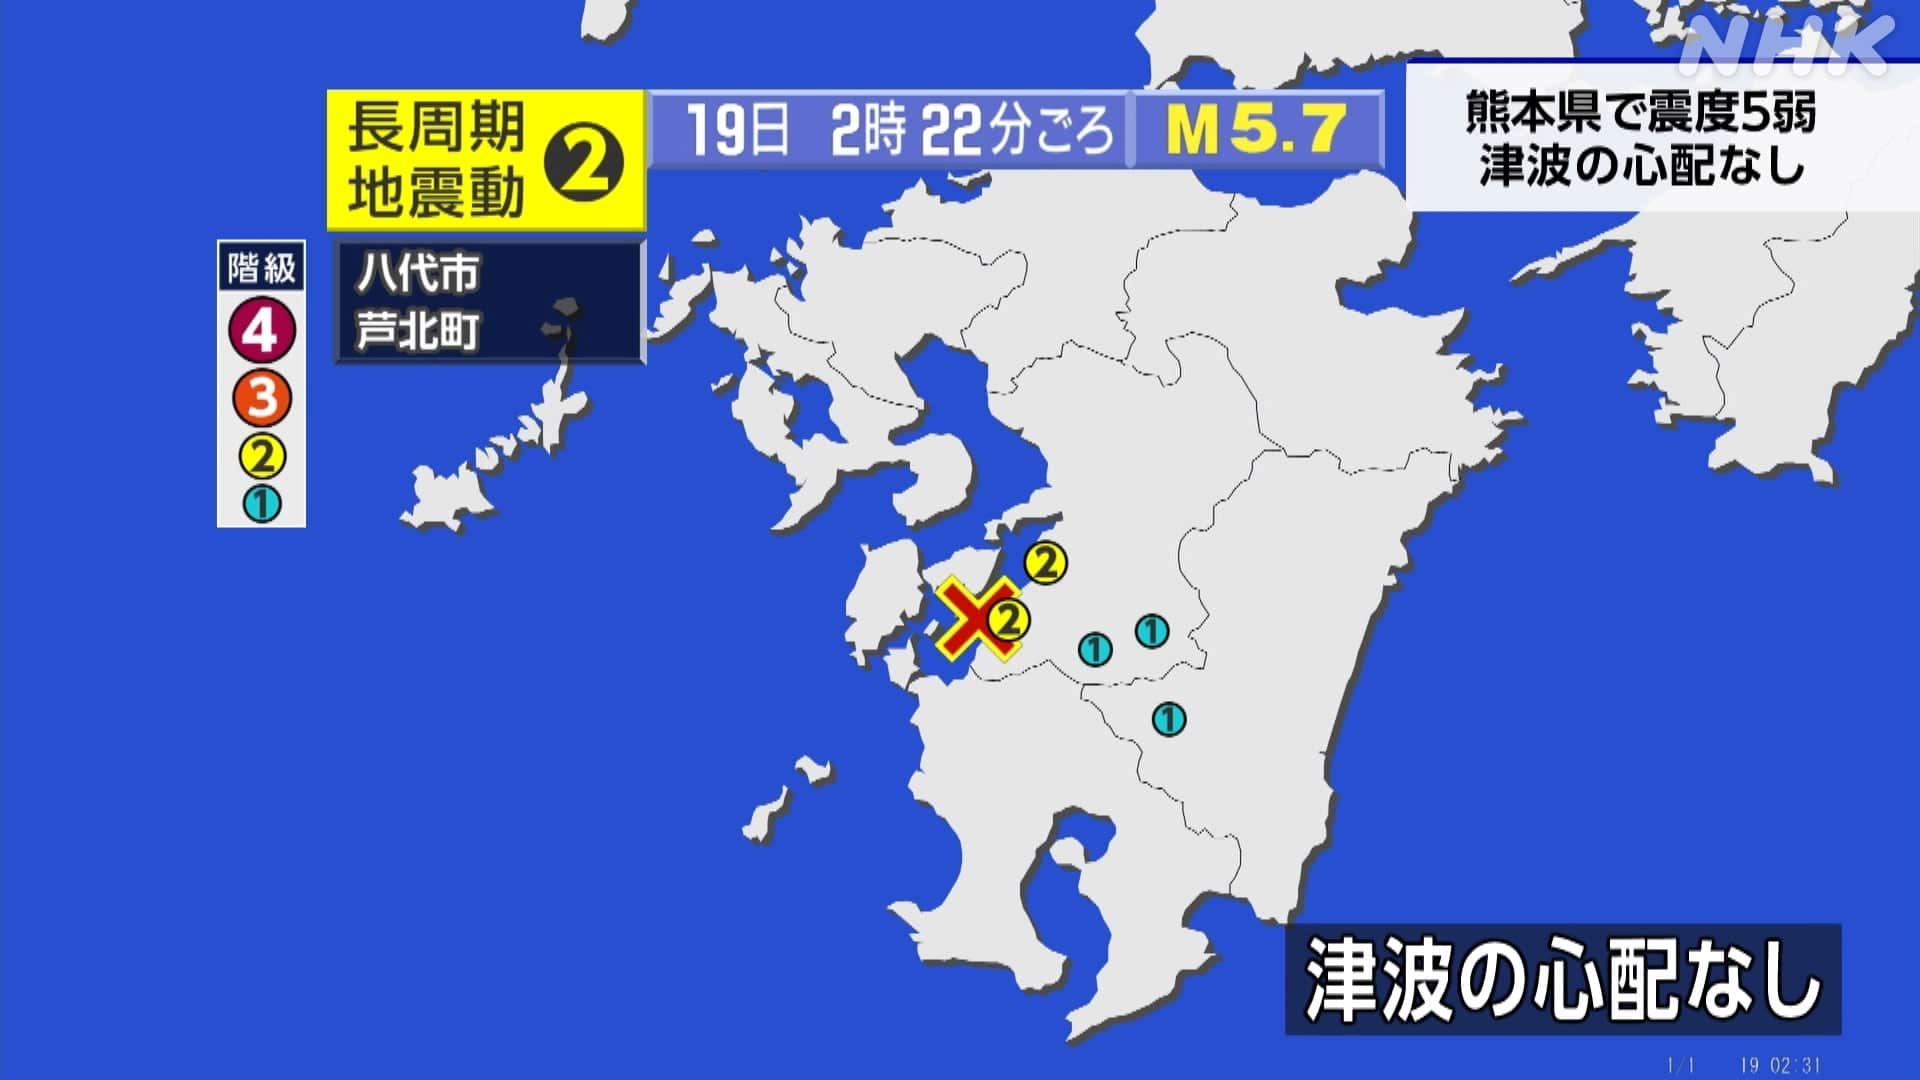 NHK
熊本県で震度5弱
津波の心配なし
長周期
地震動
2
19日 2時22分ごろ
M5.7
階級
4
3
2
1
八代市
芦北町
2
2
1
1
1
津波の心配なし
1/1 19 02:31